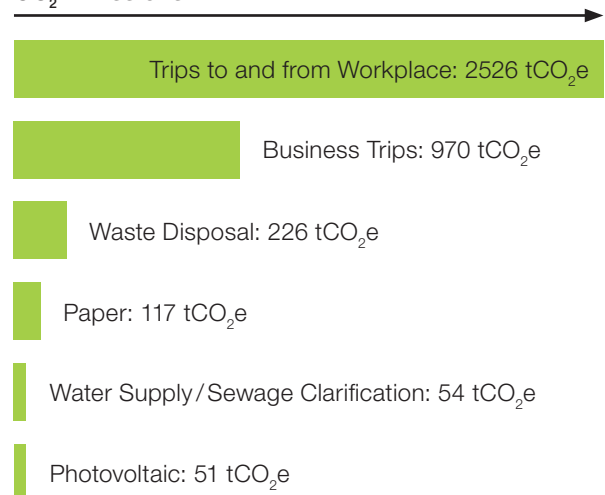 Trips to and from Workplace: 2526 tCO₂e
Business Trips: 970 tCO₂e
Waste Disposal: 226 tCO₂e
Paper: 117 tCO₂e
Water Supply/Sewage Clarification: 54 tCO₂e
Photovoltaic: 51 tCO₂e